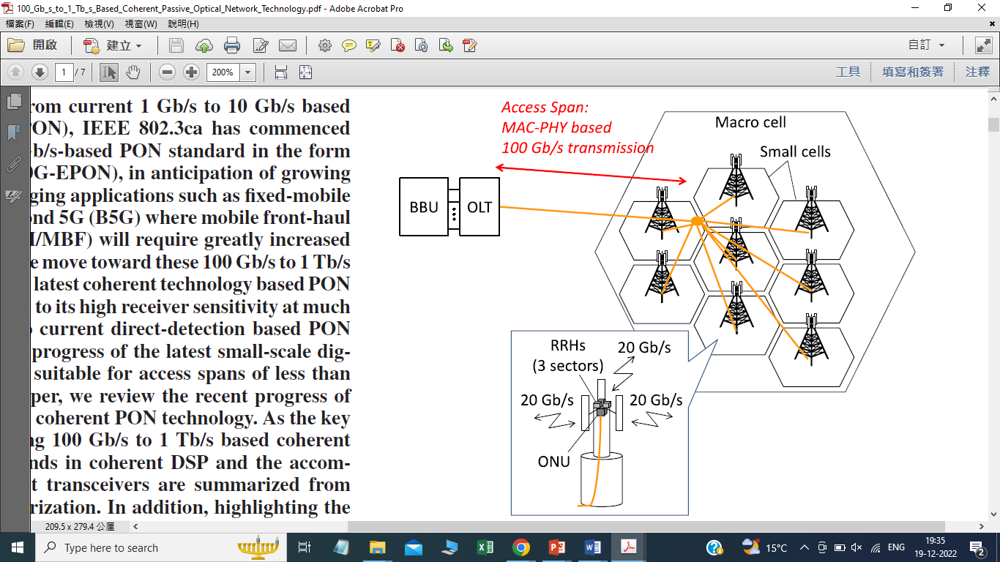 100_Gb_s_to_1_Tb_s_Based_Coherent_Passive_Optical_Network_Technology.pdf - Adobe Acrobat Pro
檔案(F) 編輯(E) 檢視(V) 視窗(W) 說明(H)
開啟 建立 自訂
1 / 7 200% 工具 填寫和簽署 注釋
rom current 1 Gb/s to 10 Gb/s based
ON), IEEE 802.3ca has commenced
b/s-based PON standard in the form
G-EPON), in anticipation of growing
ging applications such as fixed-mobile
ond 5G (B5G) where mobile front-haul
/MBF) will require greatly increased
e move toward these 100 Gb/s to 1 Tb/s
latest coherent technology based PON
to its high receiver sensitivity at much
current direct-detection based PON
progress of the latest small-scale dig-
suitable for access spans of less than
per, we review the recent progress of
coherent PON technology. As the key
ng 100 Gb/s to 1 Tb/s based coherent
nds in coherent DSP and the accom-
t transceivers are summarized from
rization. In addition, highlighting the
Access Span:
MAC-PHY based
100 Gb/s transmission
Macro cell
Small cells
BBU
OLT
RRHs
(3 sectors)
20 Gb/s
20 Gb/s
20 Gb/s
ONU
209.5 x 279.4 公厘
Type here to search
15°C
ENG
19:35
19-12-2022
2